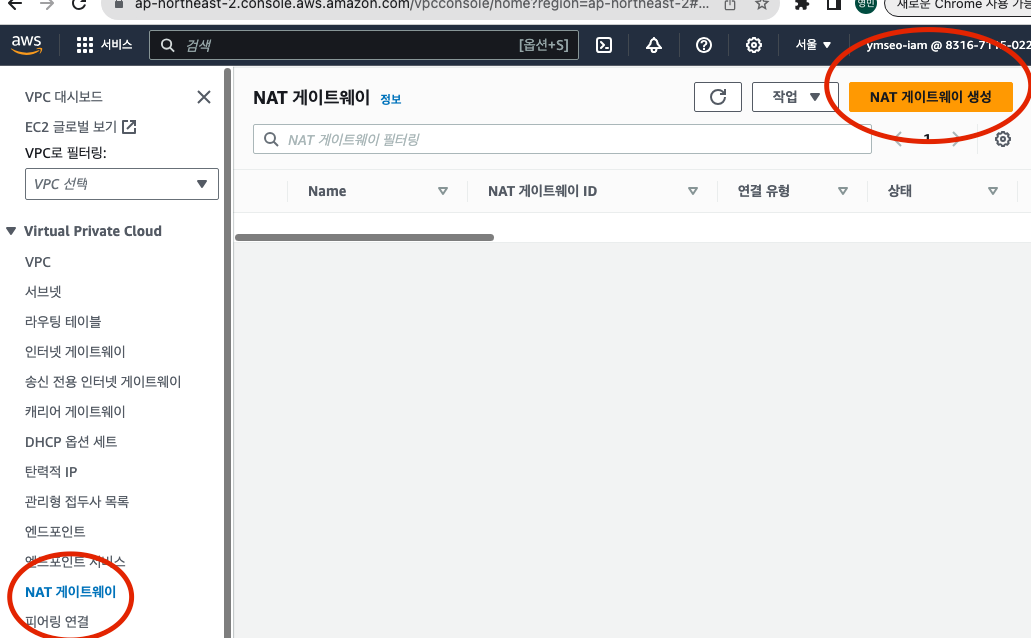 ap-northeast-2.console.aws.amazon.com/vpcconsole/home?region=ap-northeast-2#...
영민
새로운 Chrome 사용 가능
aws
서비스
검색
[옵션+S]
서울
ymseo-iam @ 8316-7115-022
VPC 대시보드
EC2 글로벌 보기
VPC로 필터링:
VPC 선택
Virtual Private Cloud
VPC
서브넷
라우팅 테이블
인터넷 게이트웨이
송신 전용 인터넷 게이트웨이
캐리어 게이트웨이
DHCP 옵션 세트
탄력적 IP
관리형 접두사 목록
엔드포인트
엔드포인트 서비스
NAT 게이트웨이
피어링 연결
NAT 게이트웨이 정보
작업
NAT 게이트웨이 생성
NAT 게이트웨이 필터링
1
Name
NAT 게이트웨이 ID
연결 유형
상태